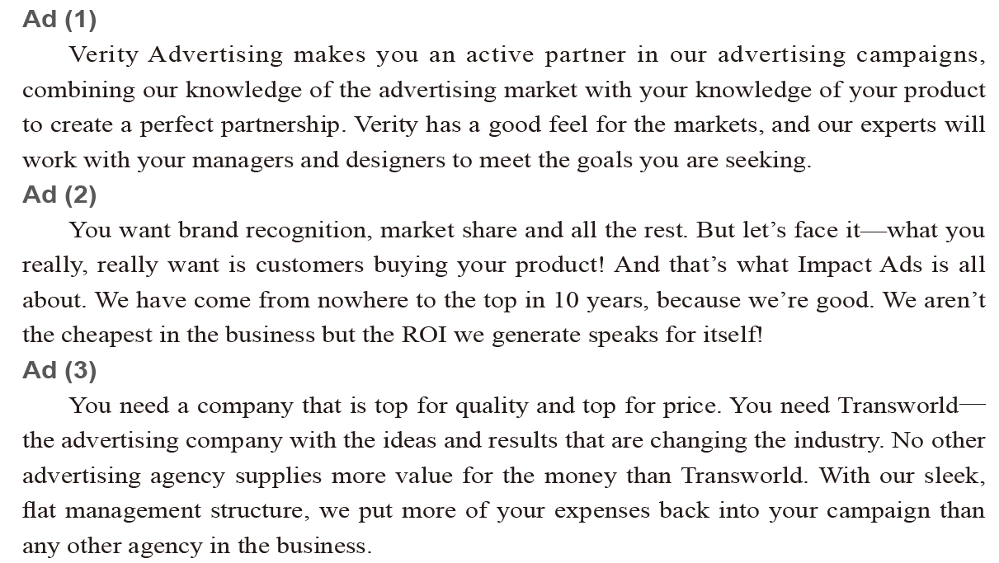 Ad (1)
Verity Advertising makes you an active partner in our advertising campaigns,
combining our knowledge of the advertising market with your knowledge of your product
to create a perfect partnership. Verity has a good feel for the markets, and our experts will
work with your managers and designers to meet the goals you are seeking.
Ad (2)
You want brand recognition, market share and all the rest. But let’s face it—what you
really, really want is customers buying your product! And that’s what Impact Ads is all
about. We have come from nowhere to the top in 10 years, because we’re good. We aren’t
the cheapest in the business but the ROI we generate speaks for itself!
Ad (3)
You need a company that is top for quality and top for price. You need Transworld—
the advertising company with the ideas and results that are changing the industry. No other
advertising agency supplies more value for the money than Transworld. With our sleek,
flat management structure, we put more of your expenses back into your campaign than
any other agency in the business.